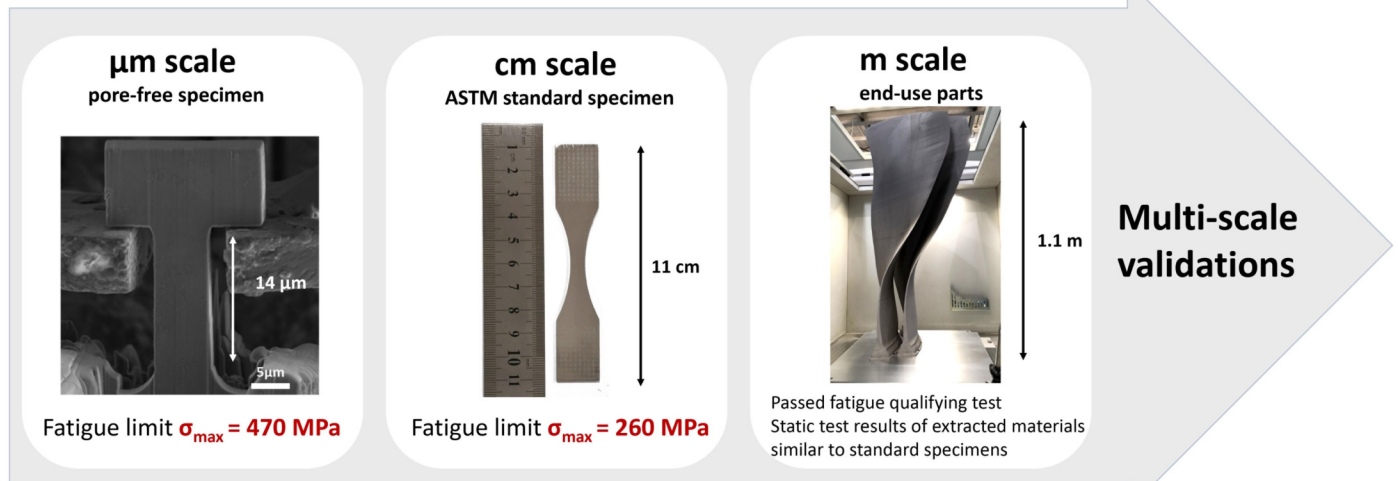 µm scale
pore-free specimen
14 µm
5µm
Fatigue limit σmax = 470 MPa
cm scale
ASTM standard specimen
1 cm
2
3
4
5
6
7
8
9
10
11
11 cm
Fatigue limit σmax = 260 MPa
m scale
end-use parts
1.1 m
Passed fatigue qualifying test
Static test results of extracted materials
similar to standard specimens
Multi-scale
validations